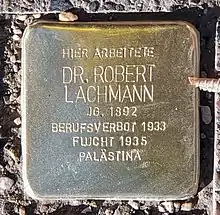 HIER ARBEITETE
DR. ROBERT
LACHMANN
JG. 1892
BERUFSVERBOT 1933
FLUCHT 1935
PALÄSTINA